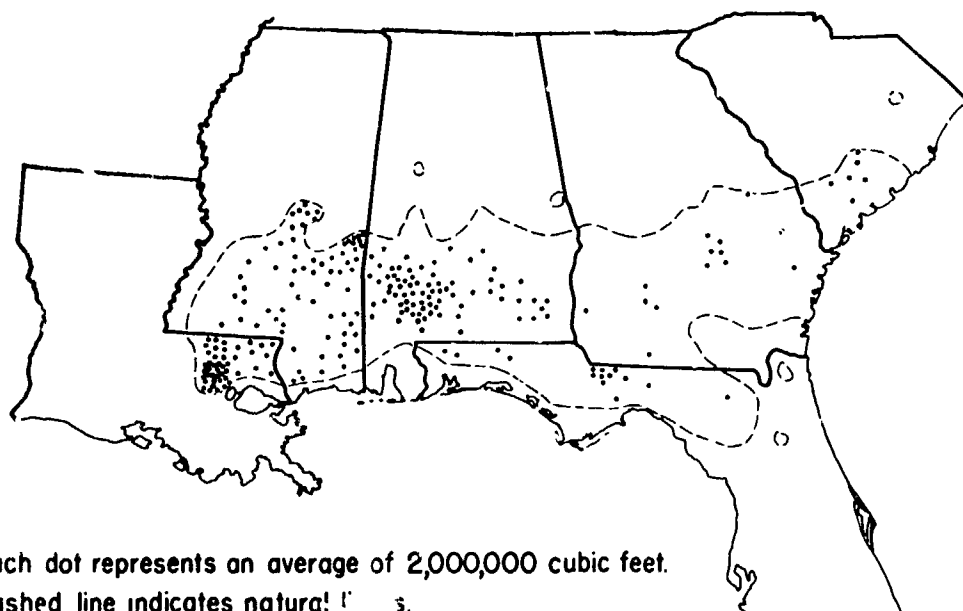 ach dot represents an average of 2,000,000 cubic feet.
ashed line indicates natural